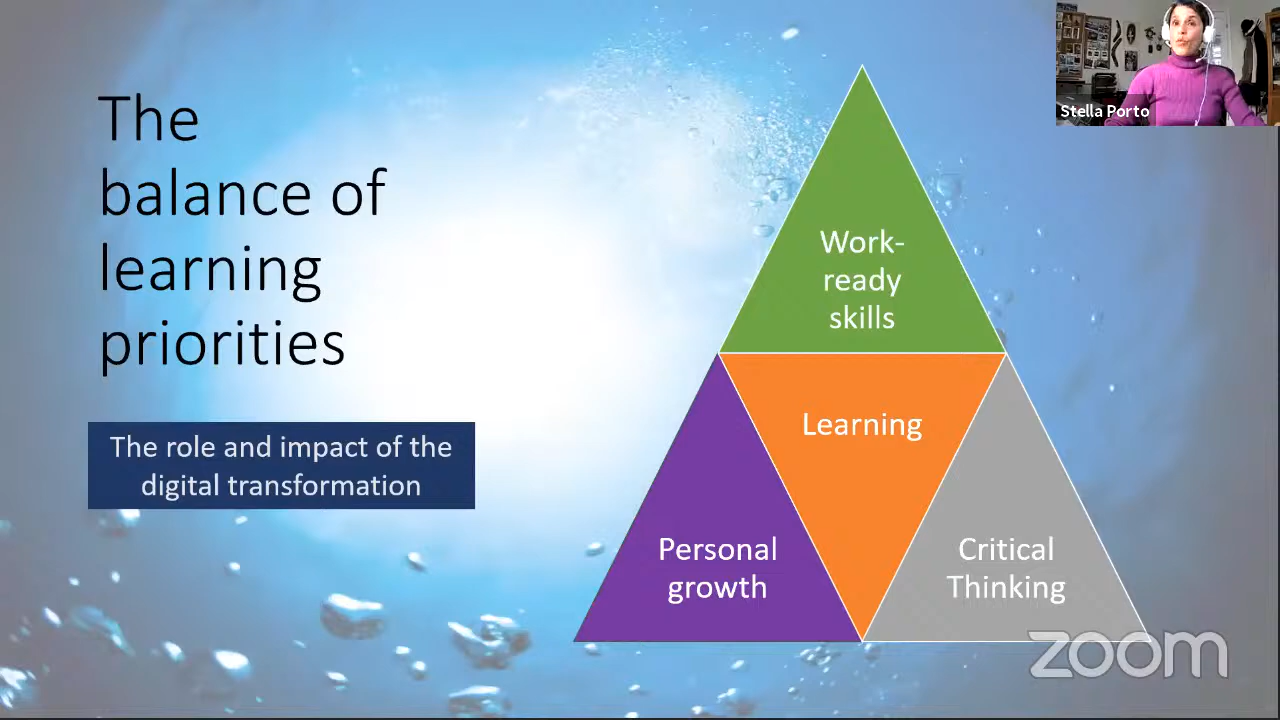 The
balance of
learning
priorities
The role and impact of the
digital transformation
Work-
ready
skills
Learning
Personal
growth
Critical
Thinking
Stella Porto
zoom